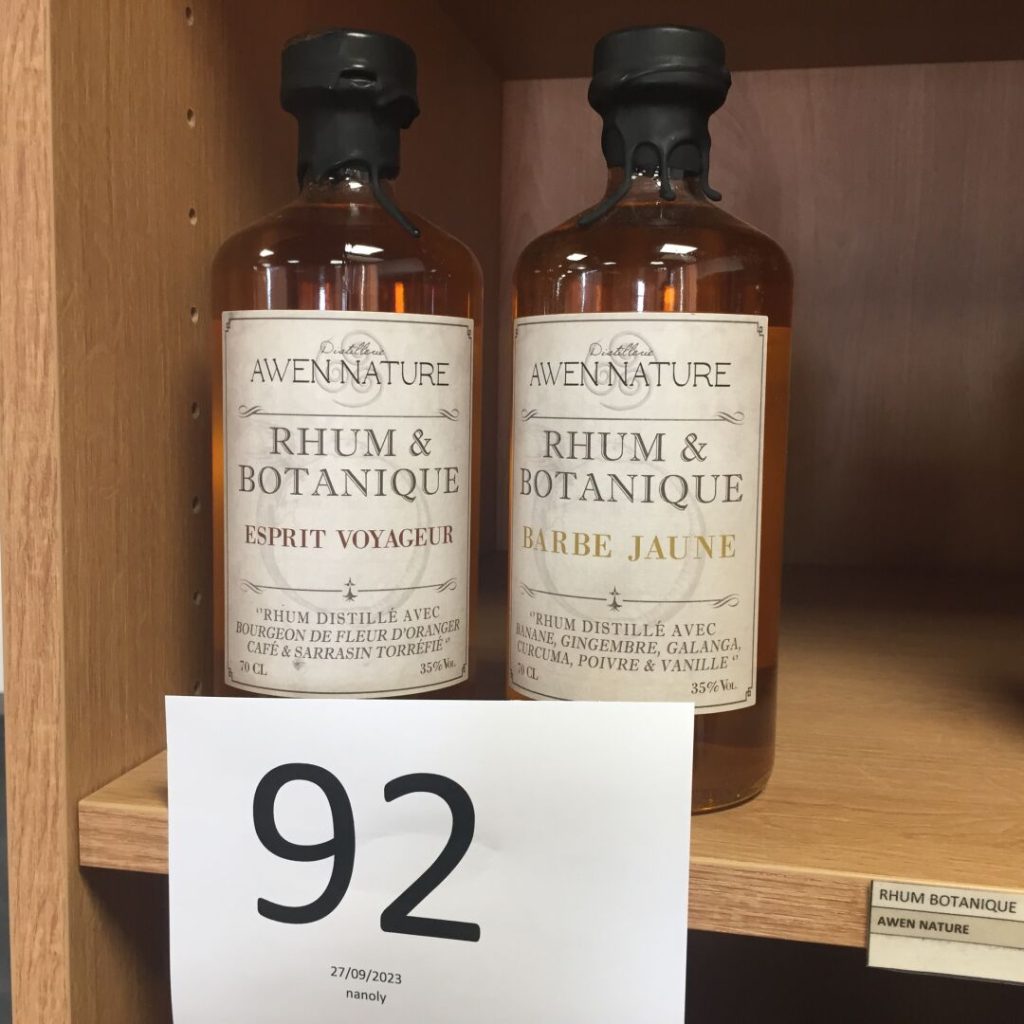 Distillerie
AWEN NATURE
RHUM &
BOTANIQUE
ESPRIT VOYAGEUR
"RHUM DISTILLÉ AVEC
BOURGEON DE FLEUR D'ORANGER
CAFÉ & SARRASIN TORRÉFIÉ"
70 CL
35% VOL.
Distillerie
AWEN NATURE
RHUM &
BOTANIQUE
BARBE JAUNE
"RHUM DISTILLÉ AVEC
BANANE, GINGEMBRE, GALANGA,
CURCUMA, POIVRE & VANILLE"
70 CL
35% VOL.
92
27/09/2023
nanoly
RHUM BOTANIQUE
AWEN NATURE